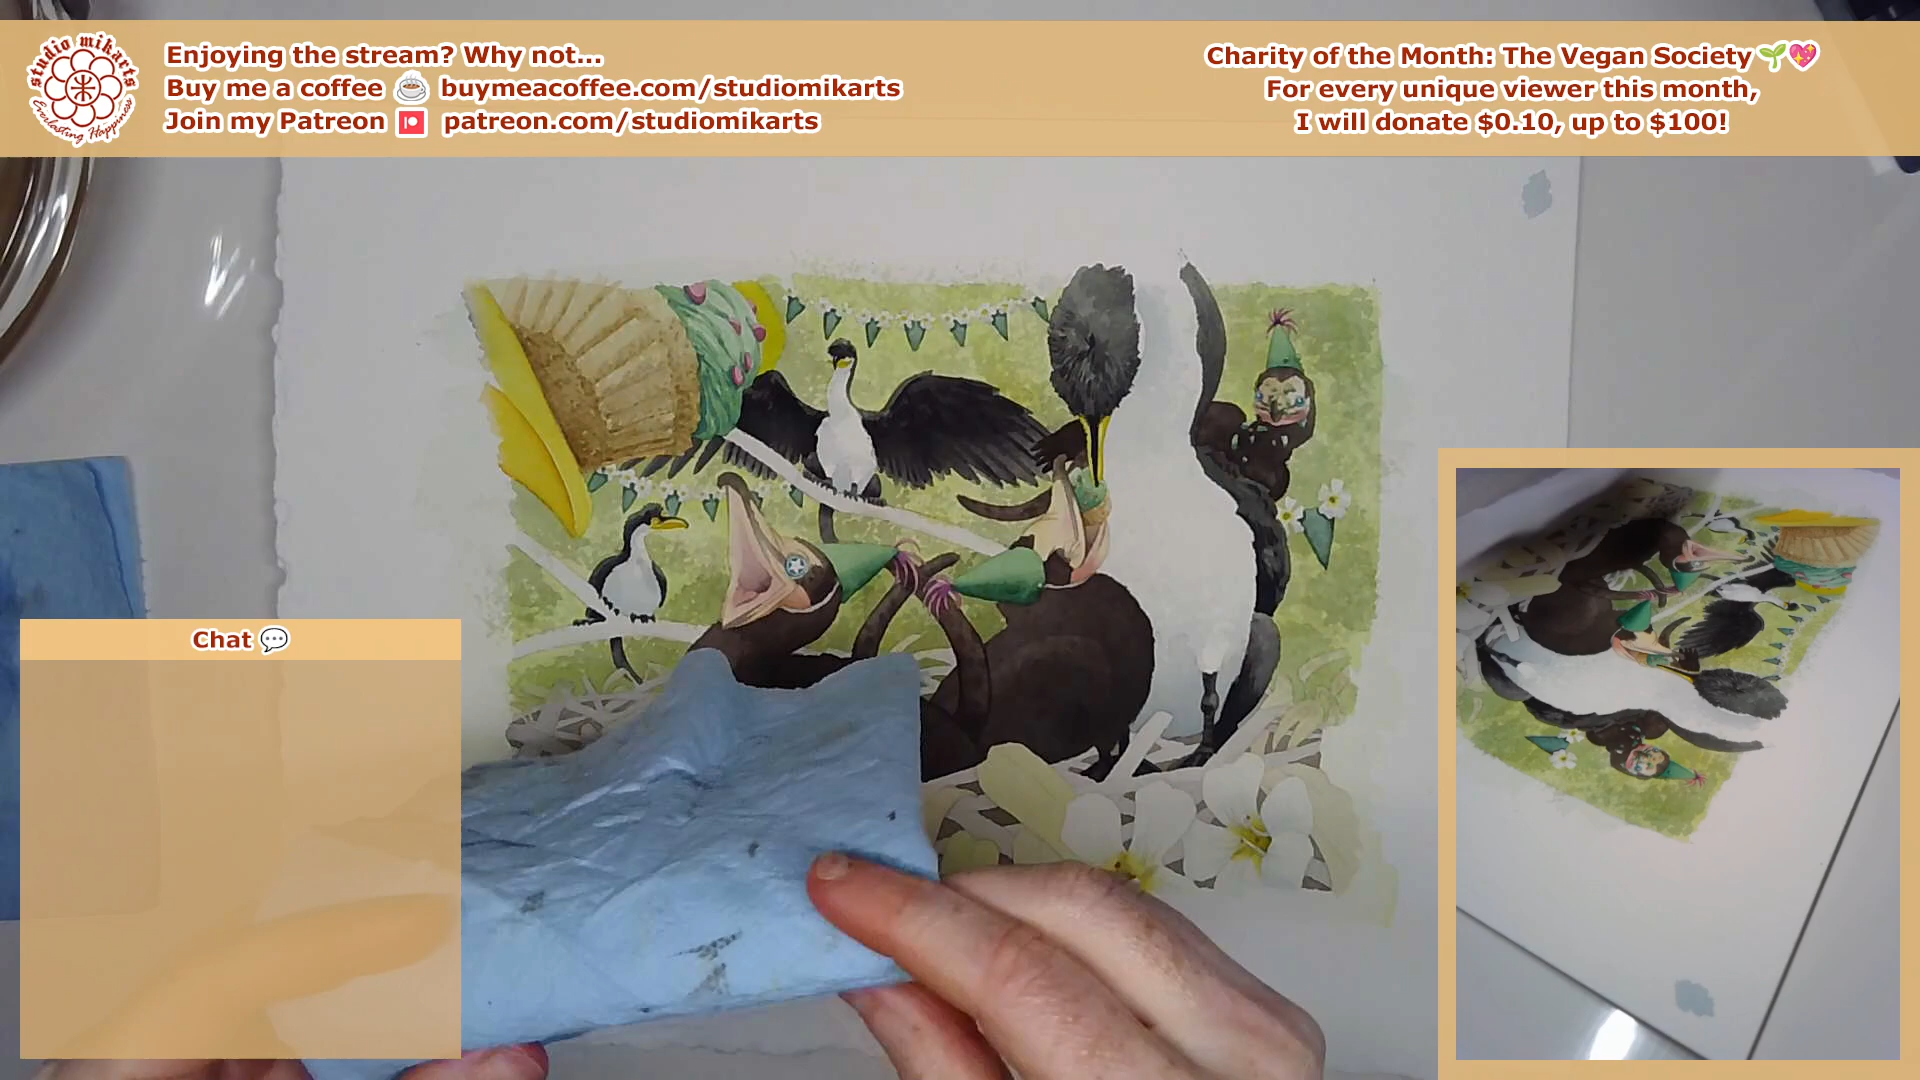 studio mikarts
Everlasting Happiness
Enjoying the stream? Why not...
Buy me a coffee ☕ buymeacoffee.com/studiomikarts
Join my Patreon patreon.com/studiomikarts
Charity of the Month: The Vegan Society 🌱💖
For every unique viewer this month,
I will donate $0.10, up to $100!
Chat 💬